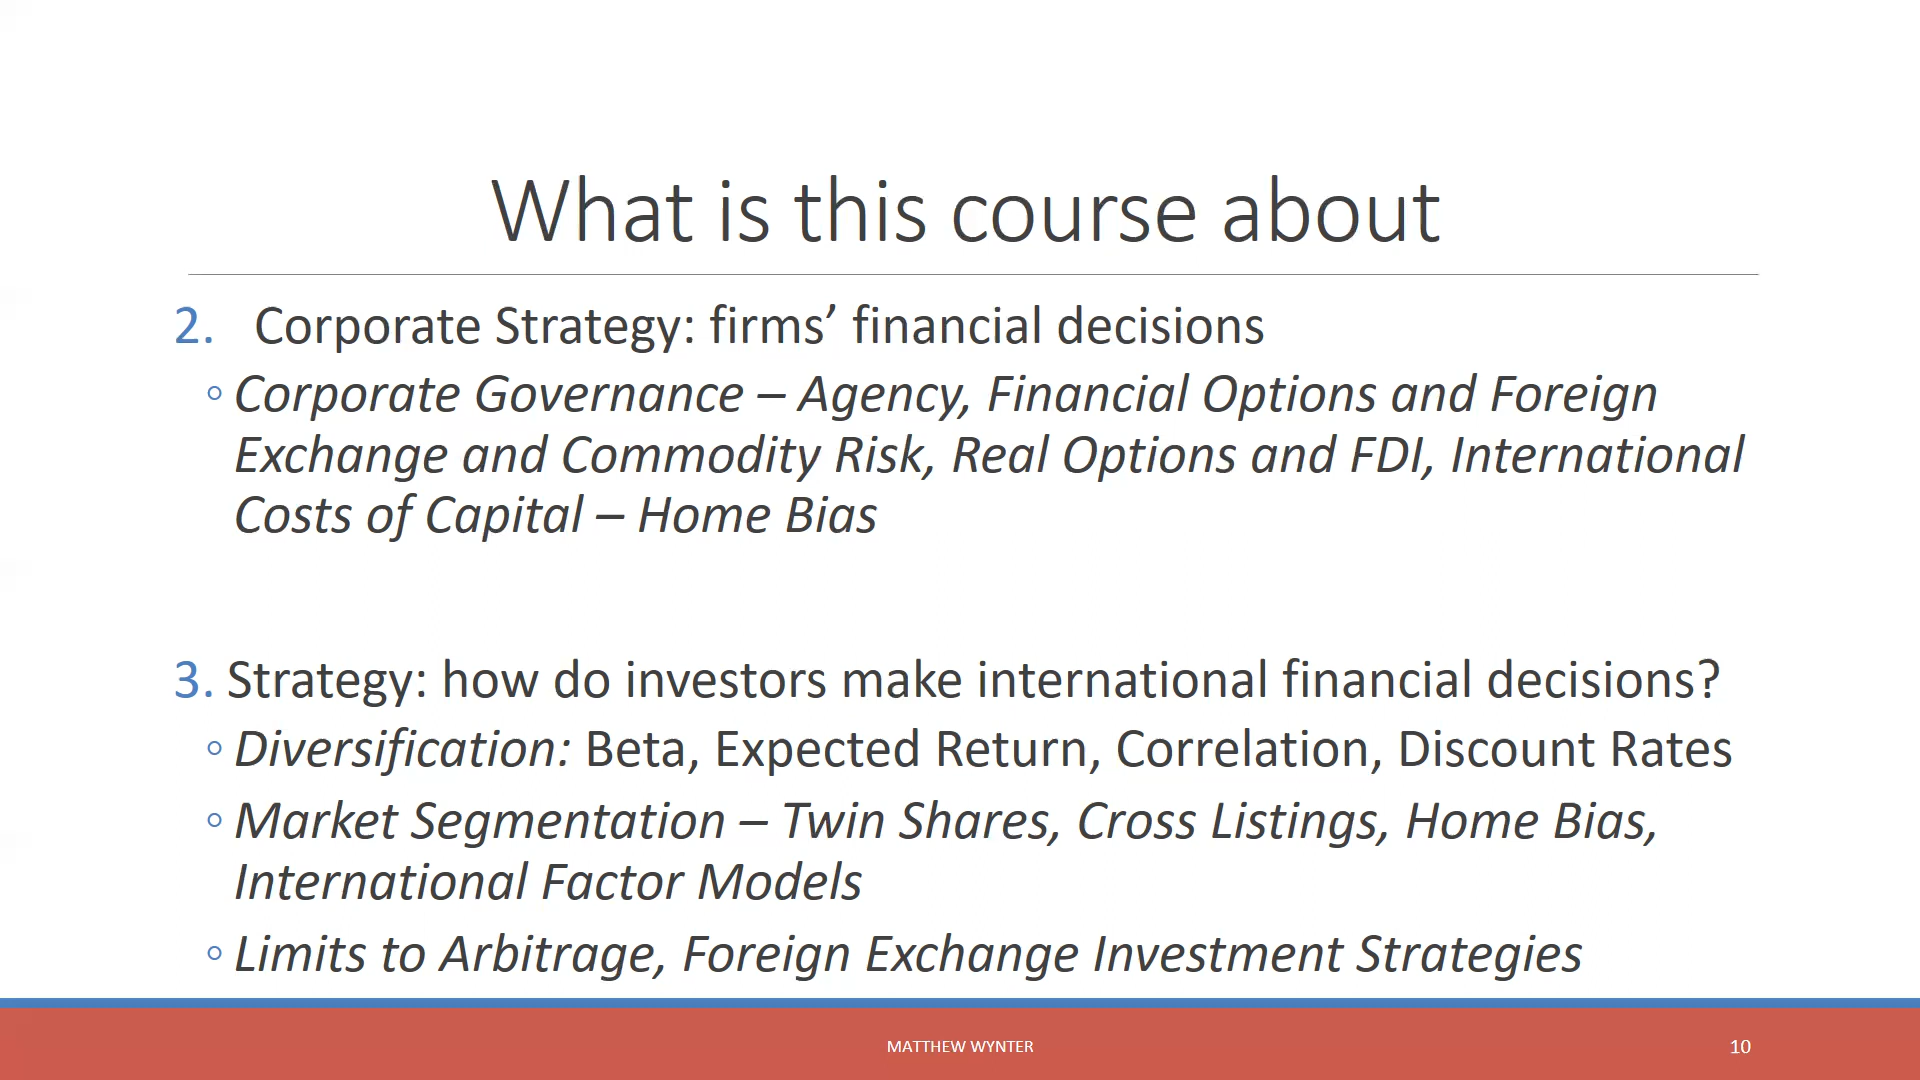 What is this course about
2. Corporate Strategy: firms’ financial decisions
◦ Corporate Governance – Agency, Financial Options and Foreign
Exchange and Commodity Risk, Real Options and FDI, International
Costs of Capital – Home Bias
3. Strategy: how do investors make international financial decisions?
◦ Diversification: Beta, Expected Return, Correlation, Discount Rates
◦ Market Segmentation – Twin Shares, Cross Listings, Home Bias,
International Factor Models
◦ Limits to Arbitrage, Foreign Exchange Investment Strategies
MATTHEW WYNTER
10